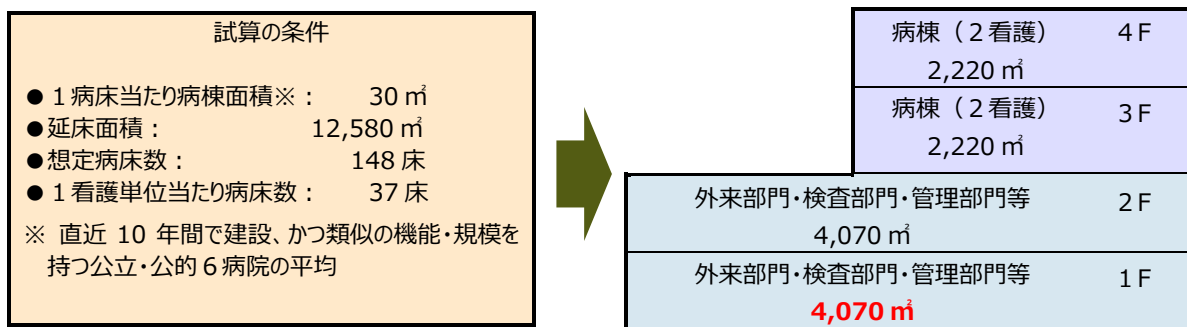 試算の条件
●１病床当たり病棟面積※： 30 ㎡
●延床面積： 12,580 ㎡
●想定病床数： 148 床
●１看護単位当たり病床数： 37 床
※ 直近 10 年間で建設、かつ類似の機能・規模を
持つ公立・公的６病院の平均
病棟（２看護） ４F
2,220 ㎡
病棟（２看護） ３F
2,220 ㎡
外来部門・検査部門・管理部門等 ２F
4,070 ㎡
外来部門・検査部門・管理部門等 １F
4,070 ㎡